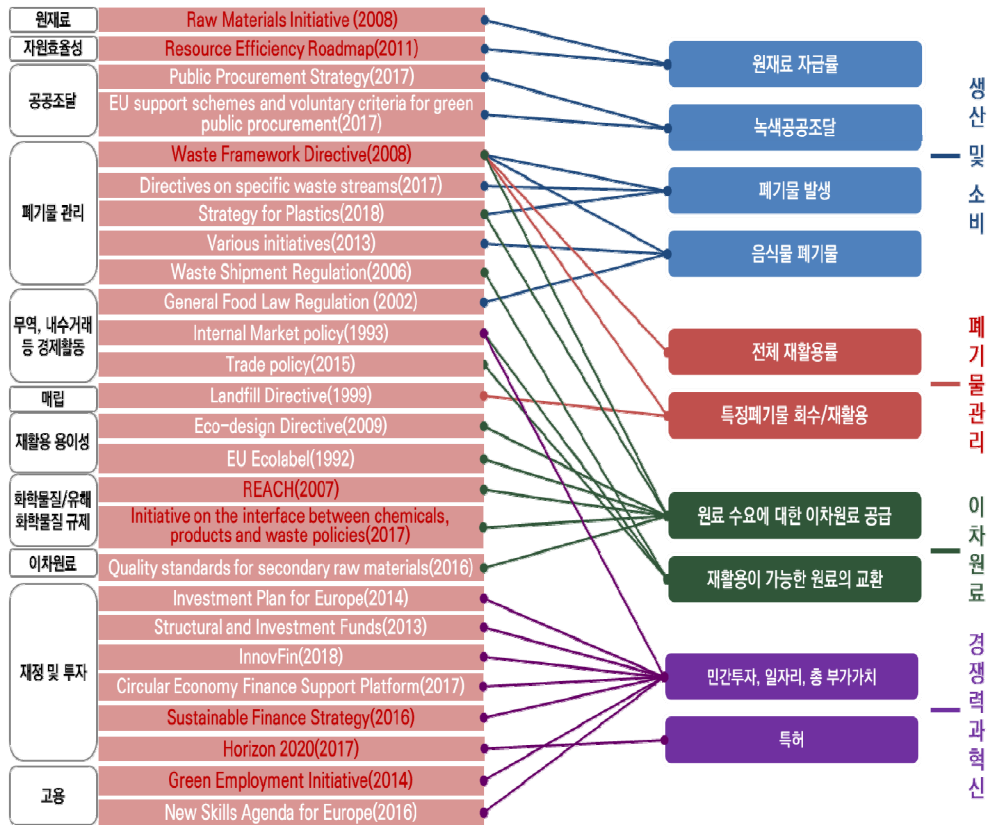 원재료
Raw Materials Initiative (2008)
자원효율성
Resource Efficiency Roadmap(2011)
공공조달
Public Procurement Strategy(2017)
EU support schemes and voluntary criteria for green
public procurement(2017)
폐기물 관리
Waste Framework Directive(2008)
Directives on specific waste streams(2017)
Strategy for Plastics(2018)
Various initiatives(2013)
Waste Shipment Regulation(2006)
무역, 내수거래
등 경제활동
General Food Law Regulation (2002)
Internal Market policy(1993)
Trade policy(2015)
매립
Landfill Directive(1999)
재활용 용이성
Eco-design Directive(2009)
EU Ecolabel(1992)
화학물질/유해
화학물질 규제
REACH(2007)
Initiative on the interface between chemicals,
products and waste policies(2017)
이차원료
Quality standards for secondary raw materials(2016)
재정 및 투자
Investment Plan for Europe(2014)
Structural and Investment Funds(2013)
InnovFin(2018)
Circular Economy Finance Support Platform(2017)
Sustainable Finance Strategy(2016)
Horizon 2020(2017)
고용
Green Employment Initiative(2014)
New Skills Agenda for Europe(2016)
원재료 자급률
녹색공공조달
폐기물 발생
음식물 폐기물
생산 및 소비
전체 재활용률
특정폐기물 회수/재활용
폐기물관리
원료 수요에 대한 이차원료 공급
재활용이 가능한 원료의 교환
이차원료
민간투자, 일자리, 총 부가가치
특허
경쟁력과혁신